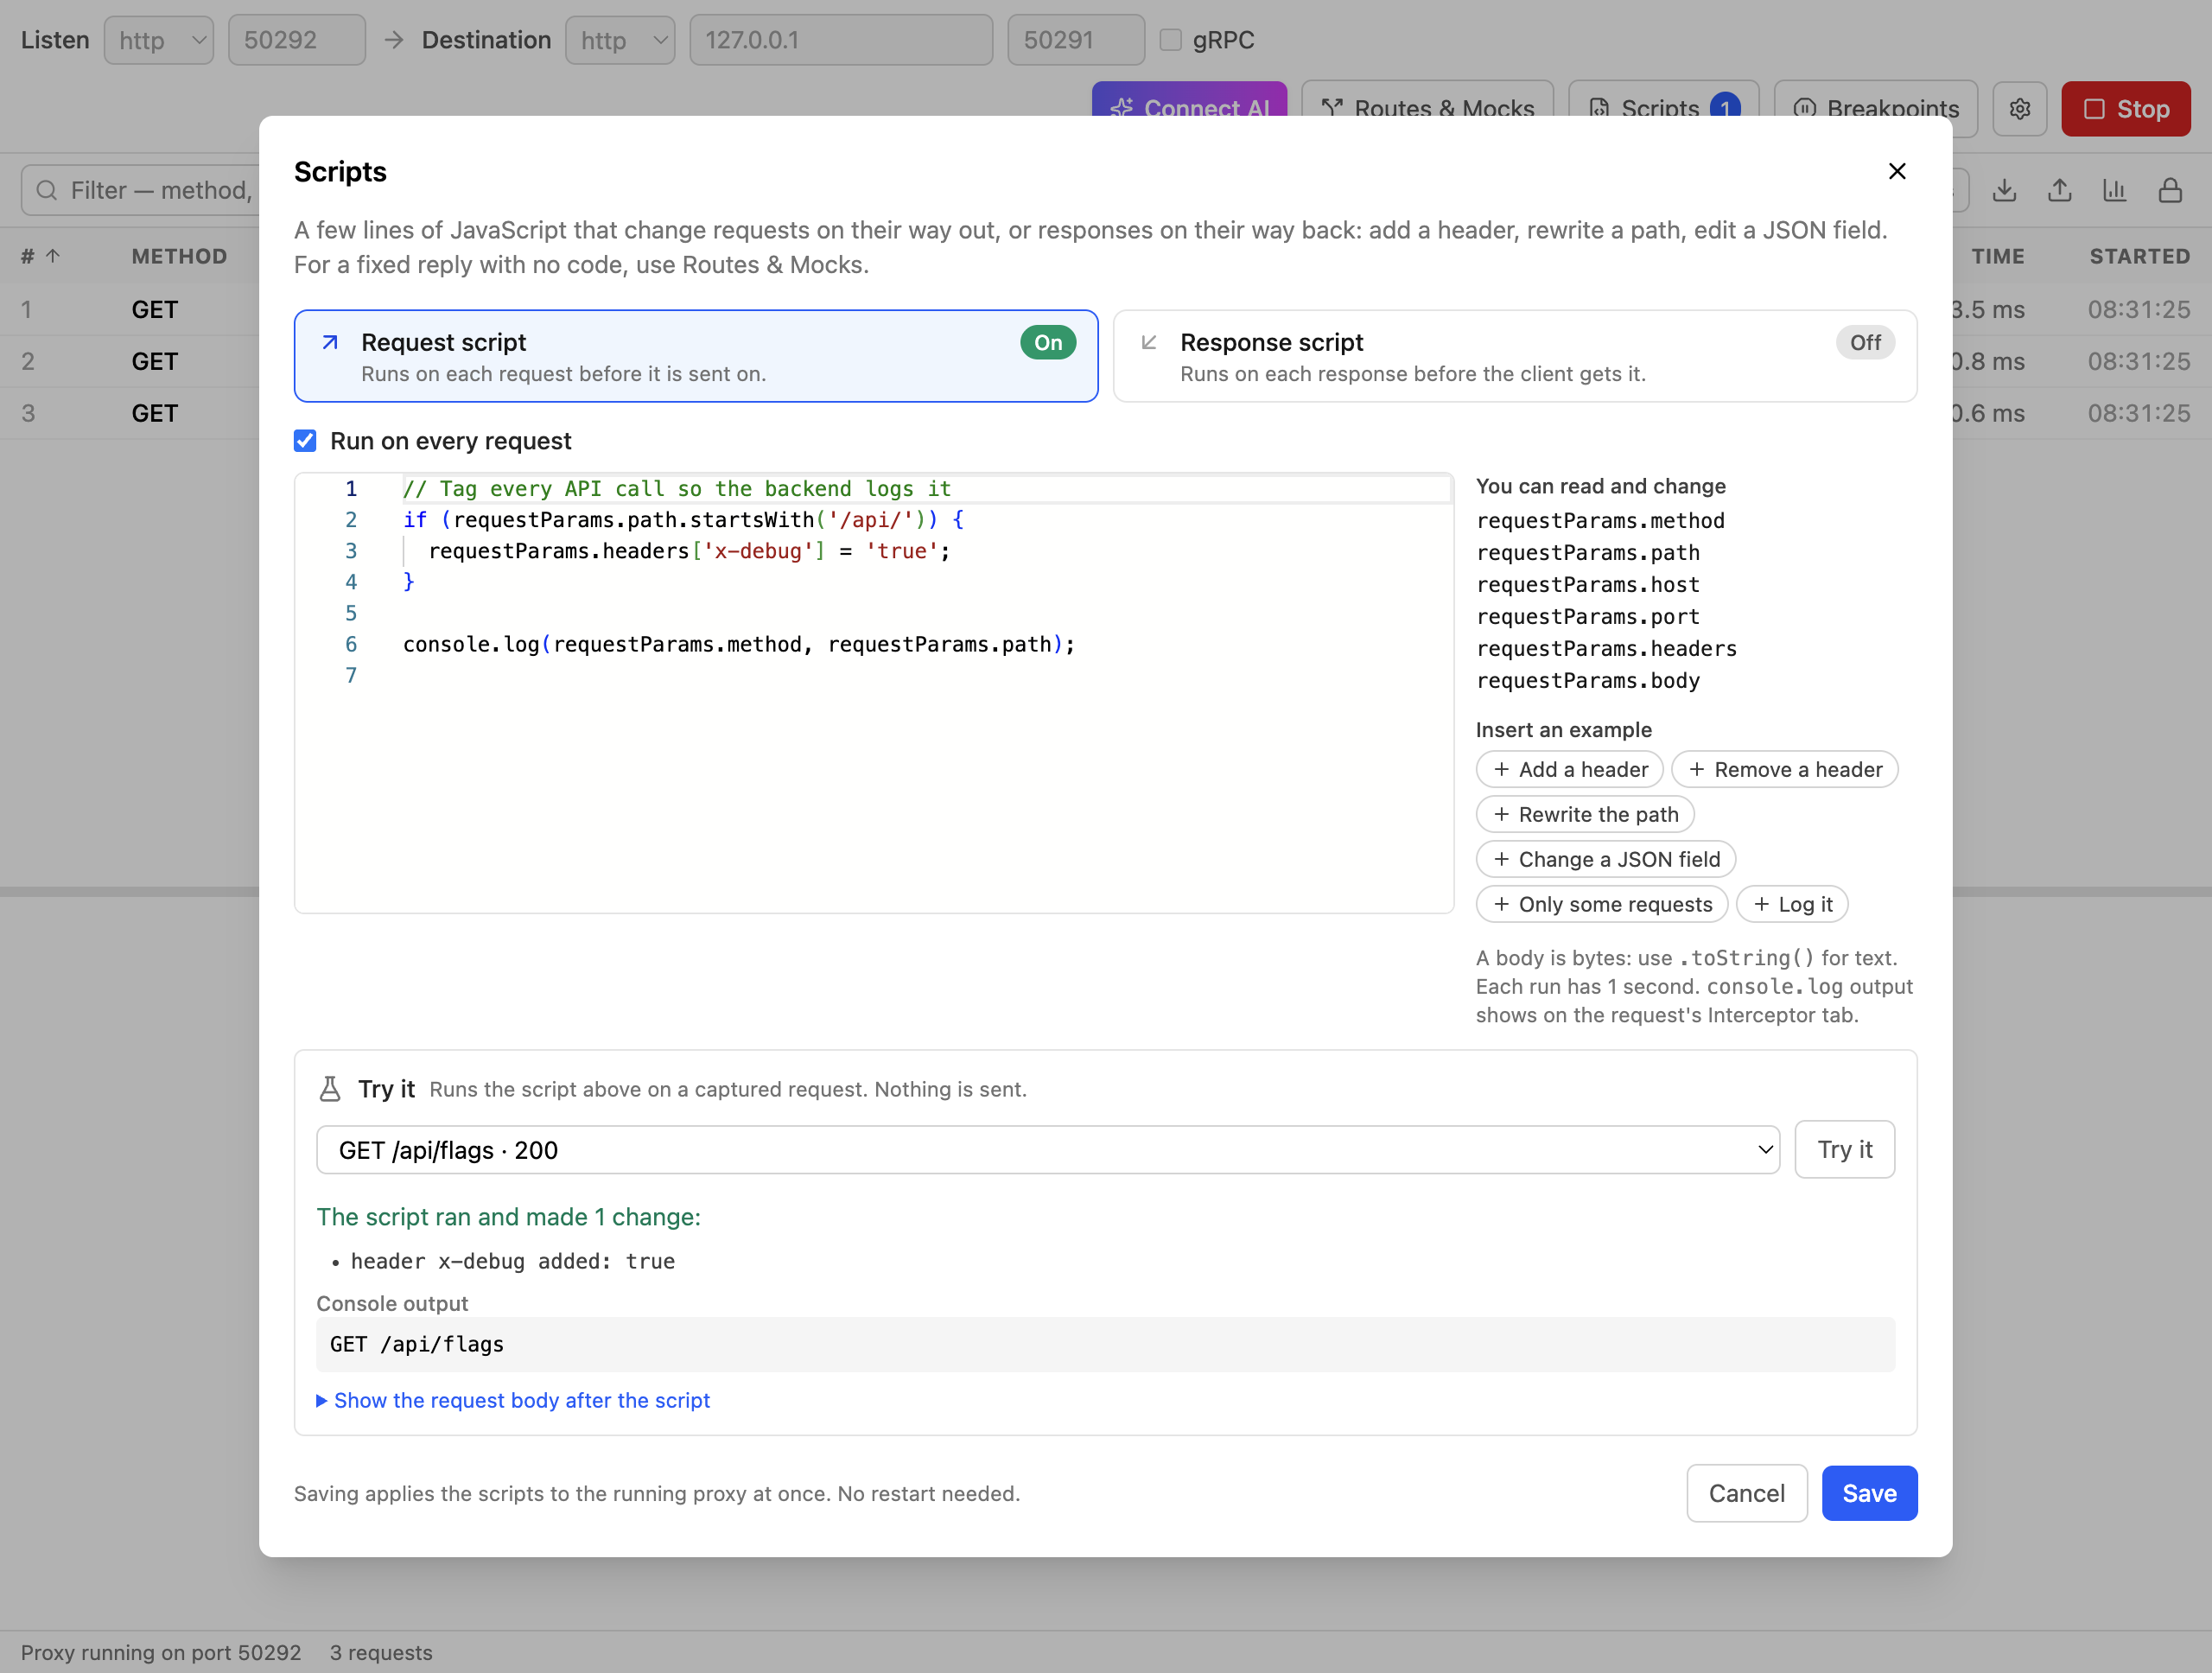 Listen http 50292 → Destination http 127.0.0.1 50291 gRPC
Connect AI Routes & Mocks Scripts 1 Breakpoints Stop
Filter — method,
# ↑ METHOD TIME STARTED
1 GET 3.5 ms 08:31:25
2 GET 0.8 ms 08:31:25
3 GET 0.6 ms 08:31:25
Scripts
A few lines of JavaScript that change requests on their way out, or responses on their way back: add a header, rewrite a path, edit a JSON field.
For a fixed reply with no code, use Routes & Mocks.
Request script On
Runs on each request before it is sent on.
Response script Off
Runs on each response before the client gets it.
Run on every request
1 // Tag every API call so the backend logs it
2 if (requestParams.path.startsWith('/api/')) {
3 requestParams.headers['x-debug'] = 'true';
4 }
5
6 console.log(requestParams.method, requestParams.path);
7
You can read and change
requestParams.method
requestParams.path
requestParams.host
requestParams.port
requestParams.headers
requestParams.body
Insert an example
+ Add a header + Remove a header
+ Rewrite the path
+ Change a JSON field
+ Only some requests + Log it
A body is bytes: use .toString() for text.
Each run has 1 second. console.log output
shows on the request's Interceptor tab.
Try it Runs the script above on a captured request. Nothing is sent.
GET /api/flags · 200 Try it
The script ran and made 1 change:
• header x-debug added: true
Console output
GET /api/flags
Show the request body after the script
Saving applies the scripts to the running proxy at once. No restart needed.
Cancel Save
Proxy running on port 50292 3 requests